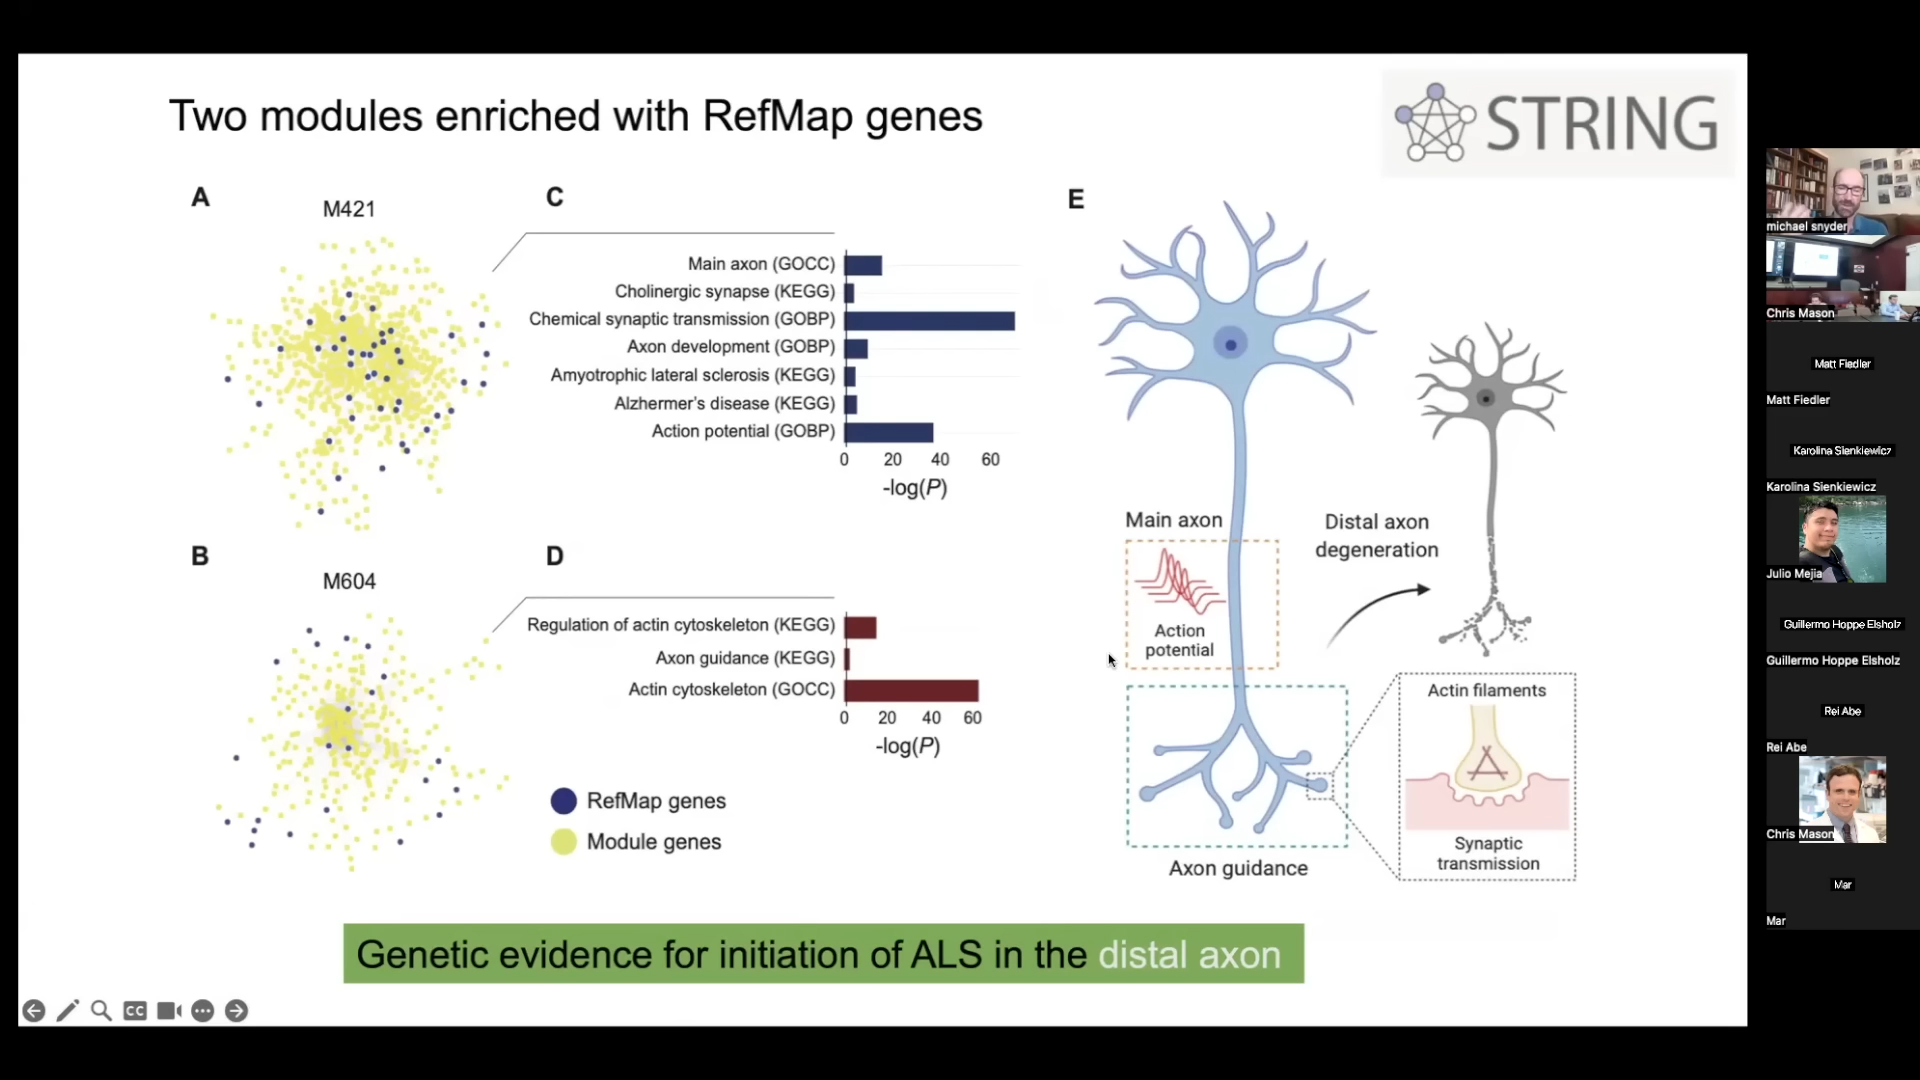 Two modules enriched with RefMap genes
STRING
A
M421
C
Main axon (GOCC)
Cholinergic synapse (KEGG)
Chemical synaptic transmission (GOBP)
Axon development (GOBP)
Amyotrophic lateral sclerosis (KEGG)
Alzhermer's disease (KEGG)
Action potential (GOBP)
0 20 40 60
-log(P)
B
M604
D
Regulation of actin cytoskeleton (KEGG)
Axon guidance (KEGG)
Actin cytoskeleton (GOCC)
0 20 40 60
-log(P)
RefMap genes
Module genes
E
Main axon
Action
potential
Distal axon
degeneration
Axon guidance
Actin filaments
Synaptic
transmission
Genetic evidence for initiation of ALS in the distal axon
CC
michael snyder
Chris Mason
Matt Fiedler
Matt Fiedler
Karolina Sienkiewicz
Karolina Sienkiewicz
Julio Mejia
Guillermo Hoppe Elsholz
Guillermo Hoppe Elsholz
Rei Abe
Rei Abe
Chris Mason
Mar
Mar